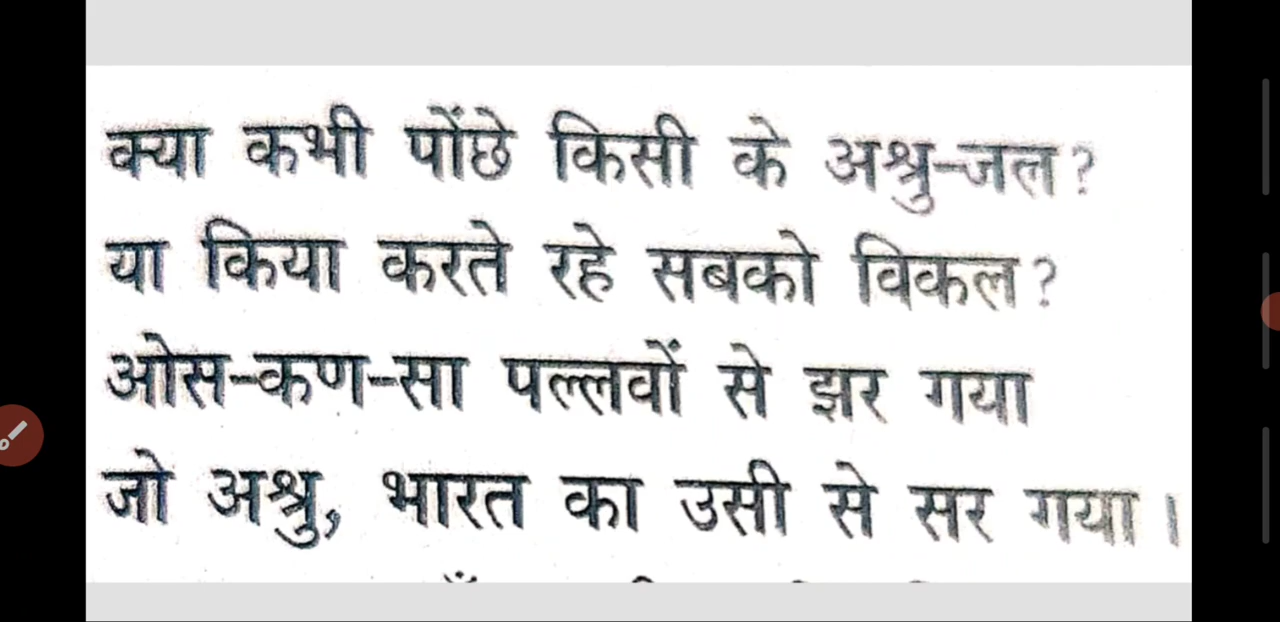 क्या कभी पोंछे किसी के अश्रु-जल?
या किया करते रहे सबको विकल?
ओस-कण-सा पल्लवों से झर गया
जो अश्रु, भारत का उसी से सर गया।